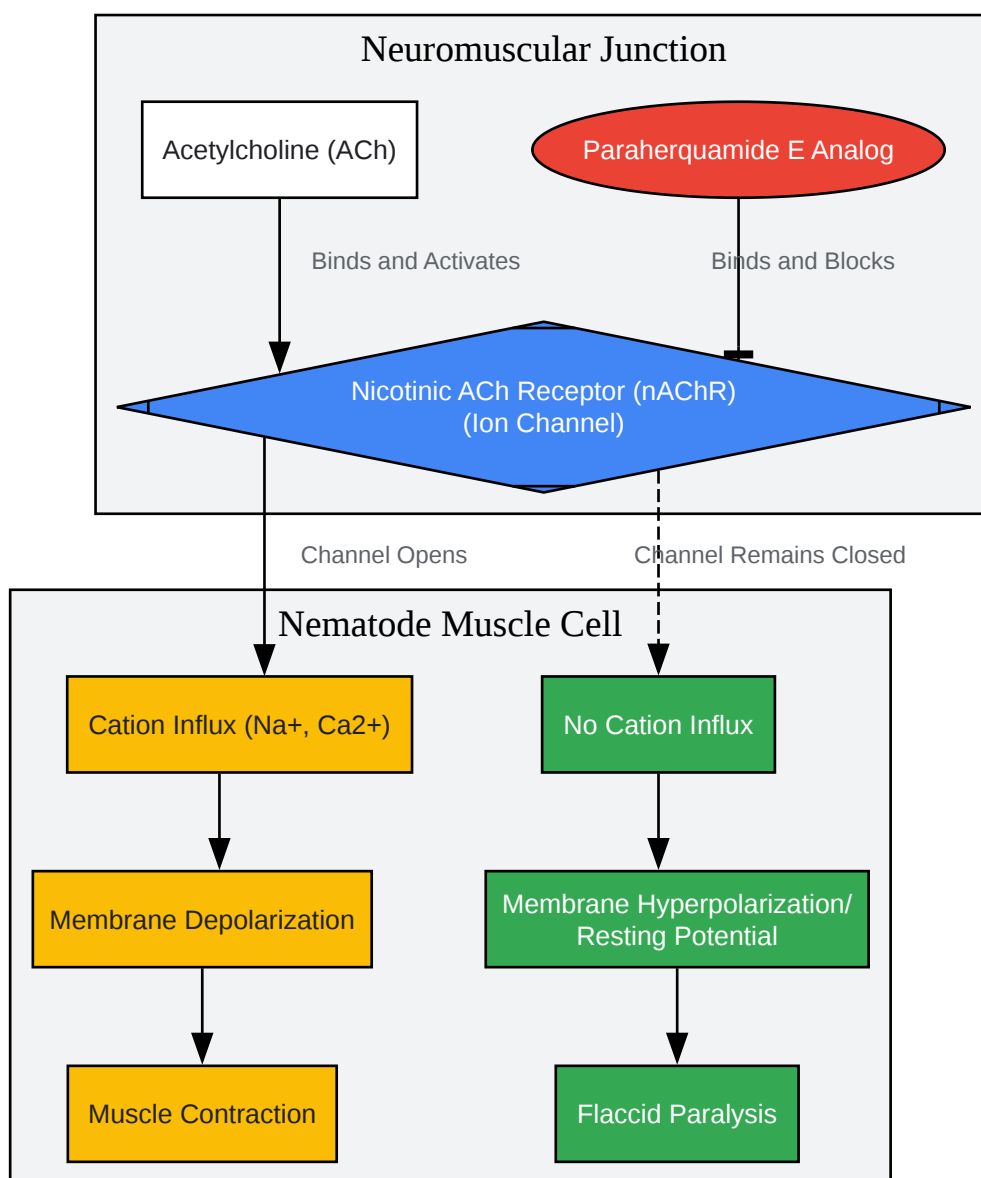 Neuromuscular Junction
Acetylcholine (ACh)
Paraherquamide E Analog
Binds and Activates
Binds and Blocks
Nicotinic ACh Receptor (nAChR)
(Ion Channel)
Channel Opens
Channel Remains Closed
Nematode Muscle Cell
Cation Influx (Na+, Ca2+)
No Cation Influx
Membrane Depolarization
Membrane Hyperpolarization/
Resting Potential
Muscle Contraction
Flaccid Paralysis